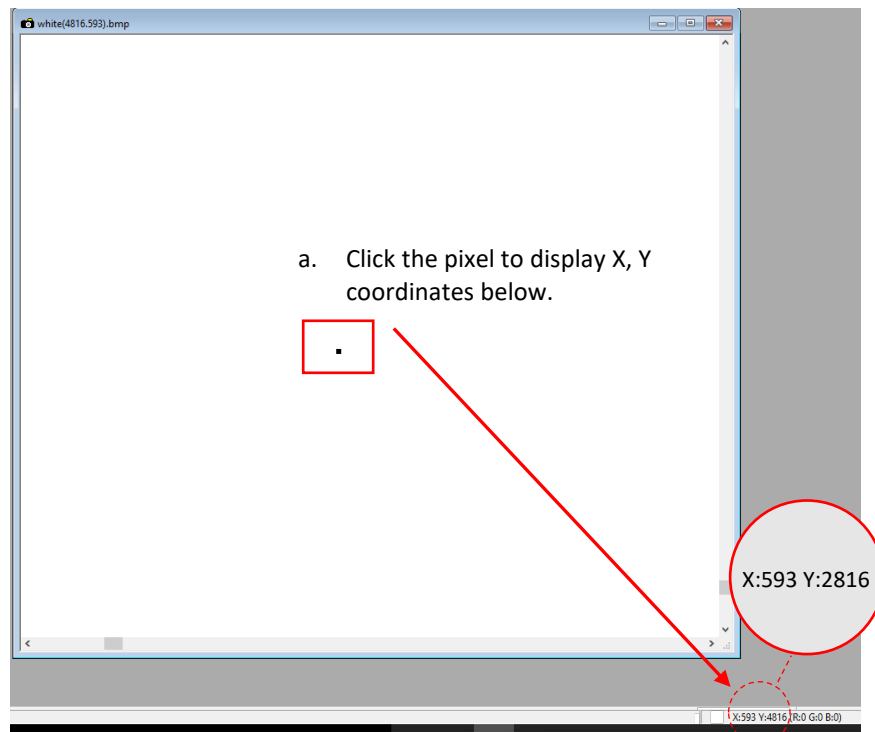 white(4816.593).bmp
a. Click the pixel to display X, Y
coordinates below.
X:593 Y:2816
X:593 Y:4816 (R:0 G:0 B:0)